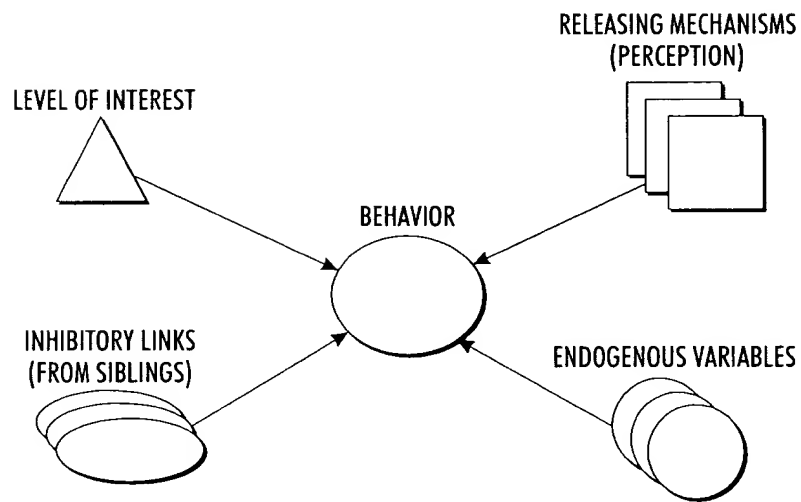 RELEASING MECHANISMS
(PERCEPTION)
LEVEL OF INTEREST
BEHAVIOR
INHIBITORY LINKS
(FROM SIBLINGS)
ENDOGENOUS VARIABLES